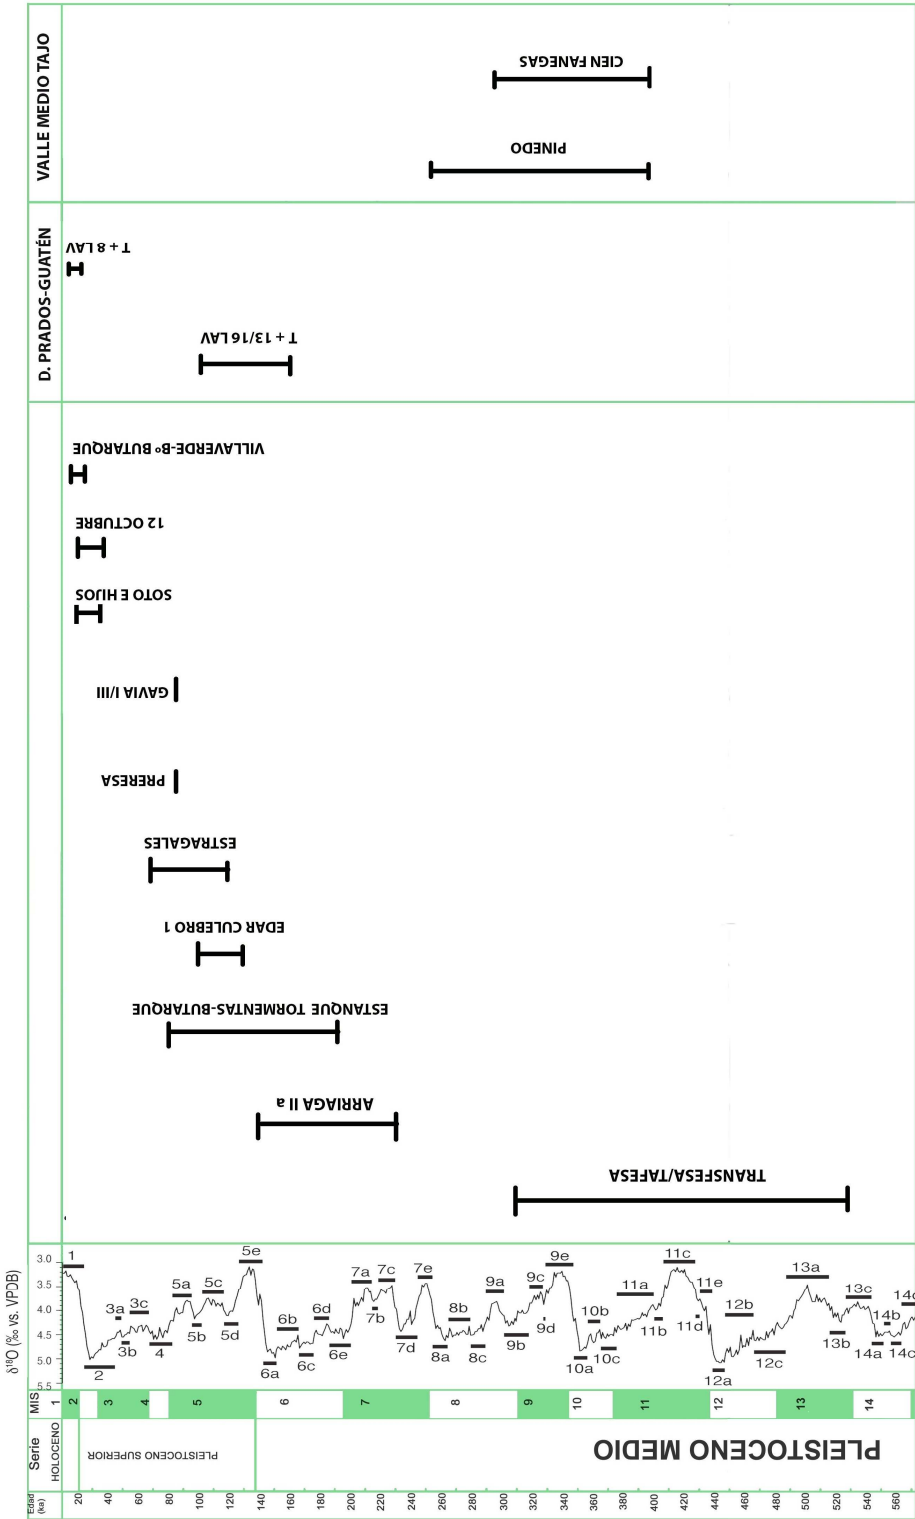 VALLE MEDIO TAJO
CIEN FANEGAS
PINEDO
D. PRADOS-GUATÉN
T + 8 LAV
T + 13/16 LAV
VILLAVERDE-Bº BUTARQUE
12 OCTUBRE
SOTO E HIJOS
GAVIA I/III
PRERESA
ESTRAGALES
EDAR CULEBRO 1
ESTANQUE TORMENTAS-BUTARQUE
ARRIAGA II a
TRANSFESA/TAFESA
δ¹⁸O (‰ vs. VPDB)
3.0
3.5
4.0
4.5
5.0
5.5
1
2
3a
3b
3c
4
5a
5b
5c
5d
5e
6a
6b
6c
6d
6e
7a
7b
7c
7d
7e
8a
8b
8c
9a
9b
9c
9d
9e
10a
10b
10c
11a
11b
11c
11d
11e
12a
12b
12c
13a
13b
13c
14a
14b
14c
14d
MIS
1 2 3 4 5 6 7 8 9 10 11 12 13 14
Serie
HOLOCENO
PLEISTOCENO SUPERIOR
PLEISTOCENO MEDIO
Edad
(ka)
20 40 60 80 100 120 140 160 180 200 220 240 260 280 300 320 340 360 380 400 420 440 460 480 500 520 540 560